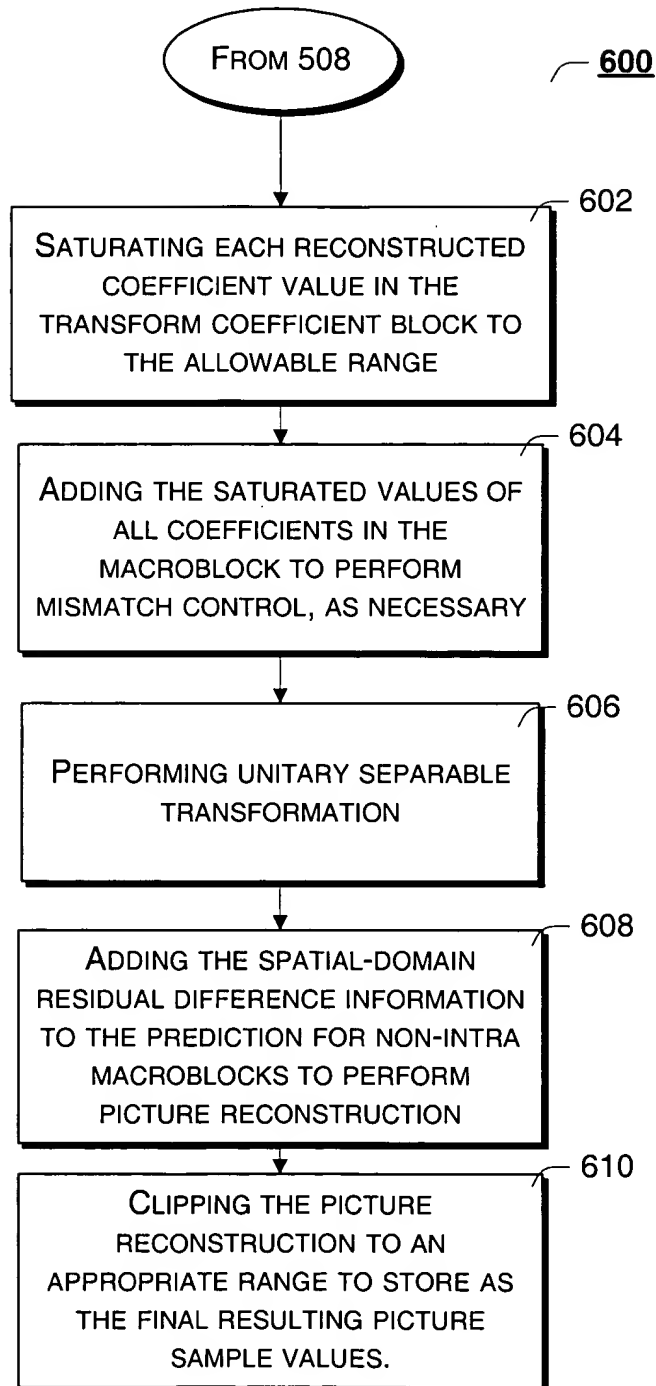 FROM 508
600
602
SATURATING EACH RECONSTRUCTED
COEFFICIENT VALUE IN THE
TRANSFORM COEFFICIENT BLOCK TO
THE ALLOWABLE RANGE
604
ADDING THE SATURATED VALUES OF
ALL COEFFICIENTS IN THE
MACROBLOCK TO PERFORM
MISMATCH CONTROL, AS NECESSARY
606
PERFORMING UNITARY SEPARABLE
TRANSFORMATION
608
ADDING THE SPATIAL-DOMAIN
RESIDUAL DIFFERENCE INFORMATION
TO THE PREDICTION FOR NON-INTRA
MACROBLOCKS TO PERFORM
PICTURE RECONSTRUCTION
610
CLIPPING THE PICTURE
RECONSTRUCTION TO AN
APPROPRIATE RANGE TO STORE AS
THE FINAL RESULTING PICTURE
SAMPLE VALUES.